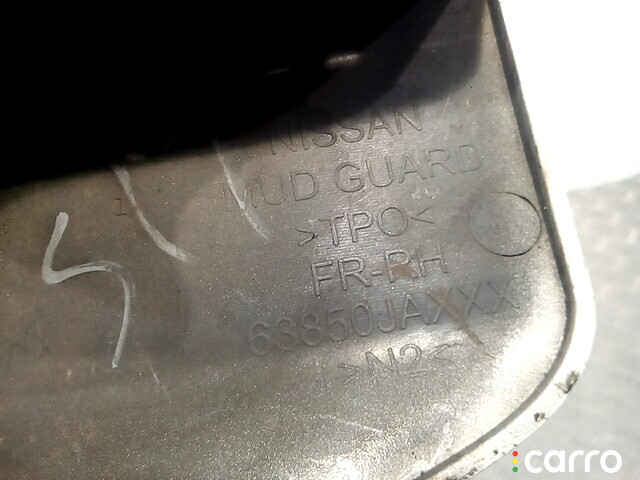 NISSAN
MUD GUARD
>TPO<
FR-RH
63850JAXXX
>N2<
carro